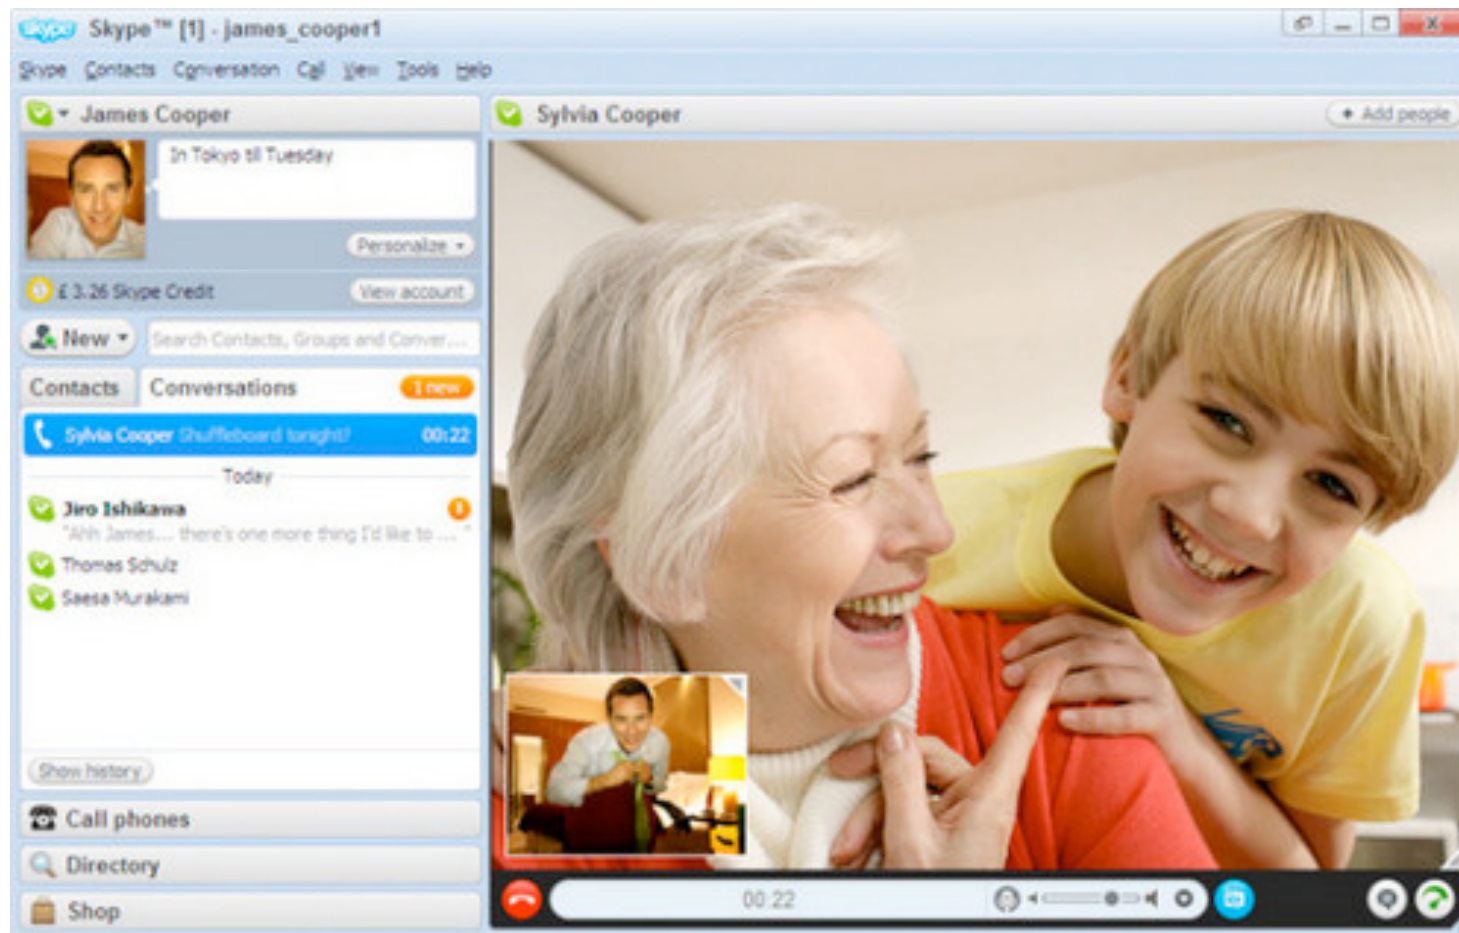 skype Skype™ [1] - james_cooper1
Skype Contacts Conversation Call View Tools Help
James Cooper
In Tokyo till Tuesday
Personalize
£ 3.26 Skype Credit
View account
New
Search Contacts, Groups and Conver...
Contacts
Conversations
1 new
Sylvia Cooper Shuffleboard tonight? 00:22
Today
Jiro Ishikawa
"Ahh James... there's one more thing I'd like to ... "
Thomas Schulz
Saesa Murakami
Show history
Call phones
Directory
Shop
Sylvia Cooper
+ Add people
00:22